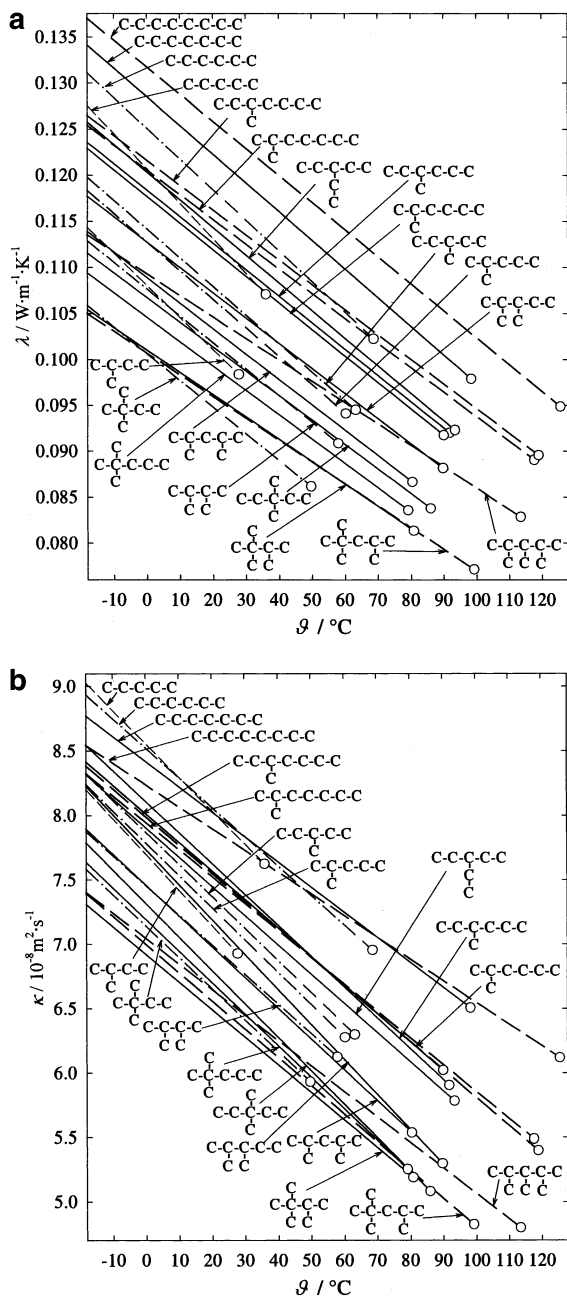 a
0.135
0.130
0.125
0.120
0.115
0.110
0.105
0.100
0.095
0.090
0.085
0.080
λ / W·m⁻¹·K⁻¹
C-C-C-C-C-C-C-C
C-C-C-C-C-C-C
C-C-C-C-C-C
C-C-C-C-C
C-C-C-C-C-C-C
C
C-C-C-C-C-C-C
C
C-C-C-C-C
C
C
C-C-C-C-C-C
C
C-C-C-C-C-C
C
C-C-C-C-C
C
C-C-C-C-C
C
C-C-C-C-C
C C
C-C-C-C
C
C
C-C-C-C
C
C
C-C-C-C-C
C
C-C-C-C-C
C C
C-C-C-C
C C
C
C-C-C-C-C
C
C
C-C-C-C
C C
C
C-C-C-C-C
C C
C-C-C-C-C
C C C
-10 0 10 20 30 40 50 60 70 80 90 100 110 120
ϑ / °C
b
9.0
8.5
8.0
7.5
7.0
6.5
6.0
5.5
5.0
κ / 10⁻⁸m²·s⁻¹
C-C-C-C-C
C-C-C-C-C-C
C-C-C-C-C-C-C
C-C-C-C-C-C-C-C
C-C-C-C-C-C-C
C
C-C-C-C-C-C-C
C
C-C-C-C-C
C
C-C-C-C-C
C
C-C-C-C-C
C
C
C-C-C-C-C-C
C
C-C-C-C-C-C
C
C-C-C-C
C
C
C-C-C-C
C
C-C-C-C
C C
C
C-C-C-C-C
C
C
C-C-C-C-C
C
C-C-C-C-C
C C
C-C-C-C-C
C C
C
C-C-C-C
C C
C
C-C-C-C-C
C C
C-C-C-C-C
C C C
-10 0 10 20 30 40 50 60 70 80 90 100 110 120
ϑ / °C